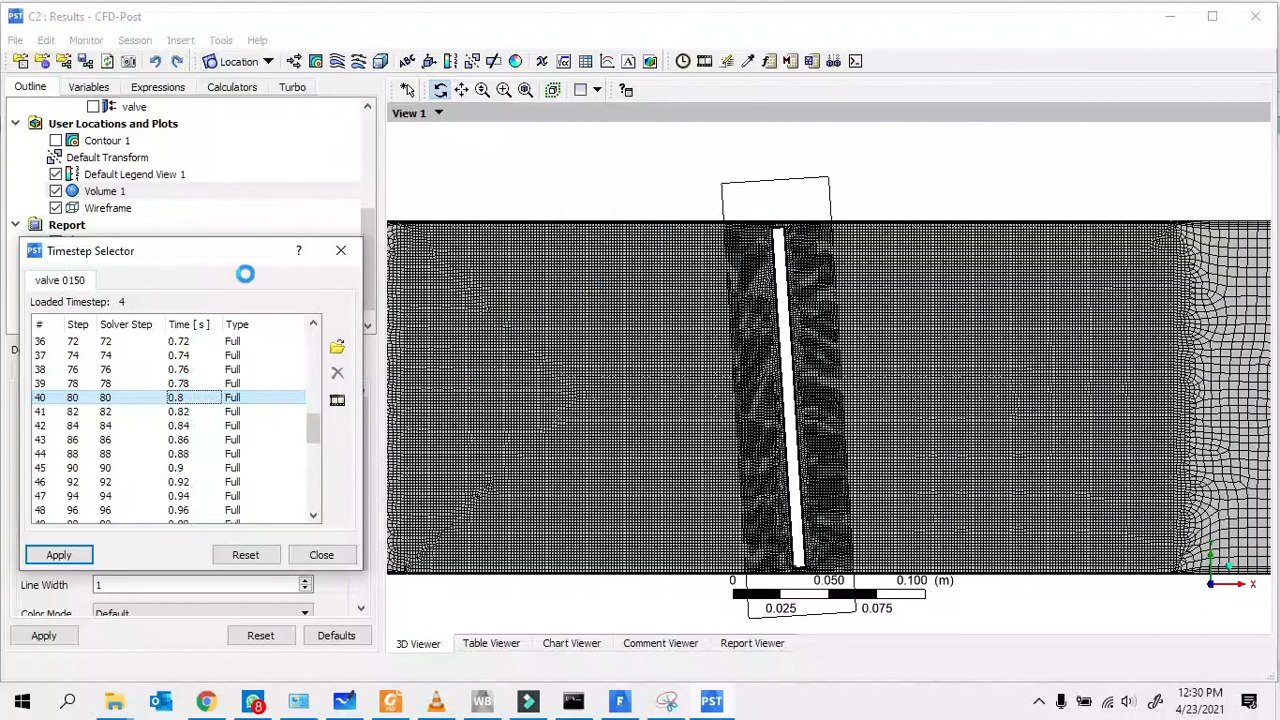 C2 : Results - CFD-Post
File Edit Monitor Session Insert Tools Help
Location
Outline Variables Expressions Calculators Turbo
valve
User Locations and Plots
Contour 1
Default Transform
Default Legend View 1
Volume 1
Wireframe
Report
View 1
Timestep Selector
valve 0150
Loaded Timestep: 4
# Step Solver Step Time [ s ] Type
36 72 72 0.72 Full
37 74 74 0.74 Full
38 76 76 0.76 Full
39 78 78 0.78 Full
40 80 80 0.8 Full
41 82 82 0.82 Full
42 84 84 0.84 Full
43 86 86 0.86 Full
44 88 88 0.88 Full
45 90 90 0.9 Full
46 92 92 0.92 Full
47 94 94 0.94 Full
48 96 96 0.96 Full
Apply Reset Close
Line Width 1
Color Mode Default
Apply Reset Defaults
0 0.050 0.100 (m)
0.025 0.075
x
3D Viewer Table Viewer Chart Viewer Comment Viewer Report Viewer
8
WB
F
PST
12:30 PM
4/23/2021